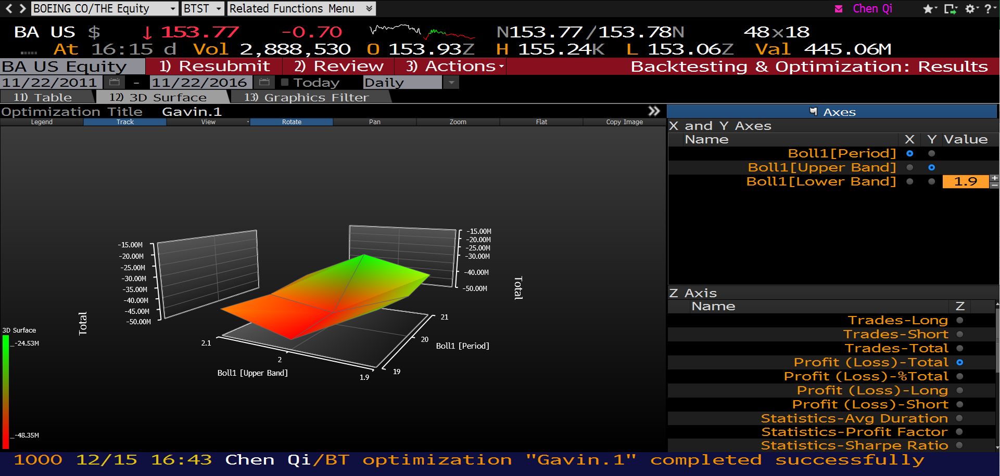 BOEING CO/THE Equity BTST Related Functions Menu Chen Qi ?
BA US $ ↓ 153.77 -0.70 N153.77/153.78N 48x18
At 16:15 d Vol 2,888,530 O 153.93Z H 155.24K L 153.06Z Val 445.06M
BA US Equity 1) Resubmit 2) Review 3) Actions Backtesting & Optimization: Results
11/22/2011 - 11/22/2016 Today Daily
11) Table 12) 3D Surface 13) Graphics Filter
Optimization Title Gavin.1
Legend Track View Rotate Pan Zoom Flat Copy Image
-15.00M
-20.00M
-25.00M
-30.00M
-35.00M
-40.00M
-45.00M
-50.00M
Total
-15.00M
-20.00M
-25.00M
-30.00M
-40.00M
-50.00M
Total
3D Surface
-24.53M
-48.35M
2.1
2
1.9
Boll1 [Upper Band]
21
20
19
Boll1 [Period]
Axes
X and Y Axes
Name X Y Value
Boll1[Period]
Boll1[Upper Band]
Boll1[Lower Band] 1.9
Z Axis
Name Z
Trades-Long
Trades-Short
Trades-Total
Profit (Loss)-Total
Profit (Loss)-%Total
Profit (Loss)-Long
Profit (Loss)-Short
Statistics-Avg Duration
Statistics-Profit Factor
Statistics-Sharpe Ratio
1000 12/15 16:43 Chen Qi/BT optimization "Gavin.1" completed successfully